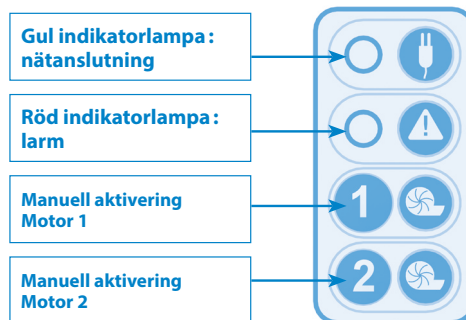 Gul indikatorlampa:
nätanslutning
Röd indikatorlampa:
larm
Manuell aktivering
Motor 1
1
Manuell aktivering
Motor 2
2